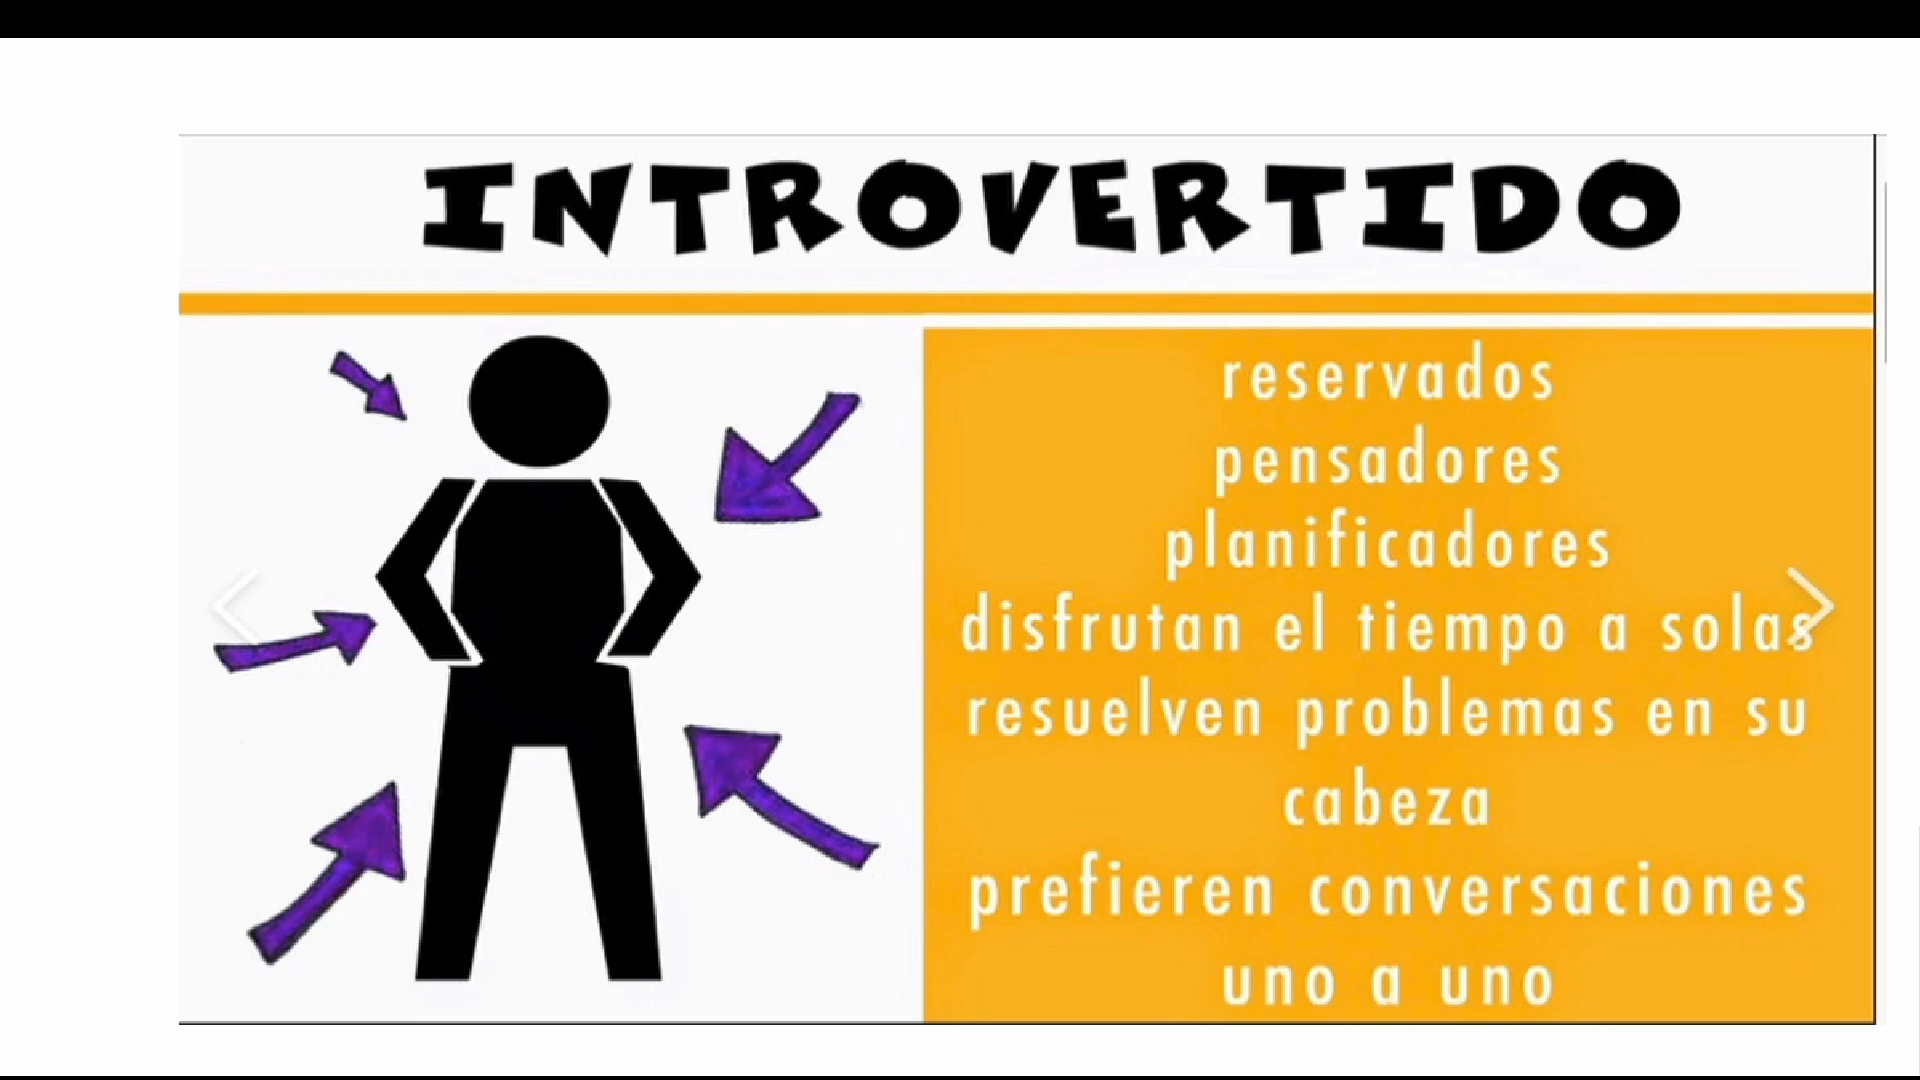 INTROVERTIDO
reservados
pensadores
planificadores
disfrutan el tiempo a solas
resuelven problemas en su
cabeza
prefieren conversaciones
uno a uno